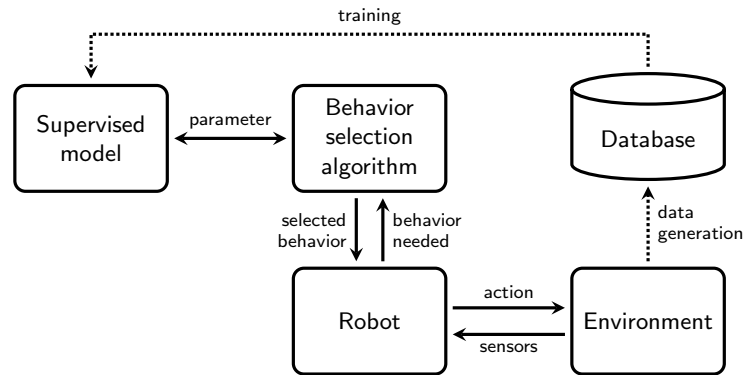 training
Supervised
model
parameter
Behavior
selection
algorithm
Database
selected
behavior
behavior
needed
data
generation
Robot
action
sensors
Environment